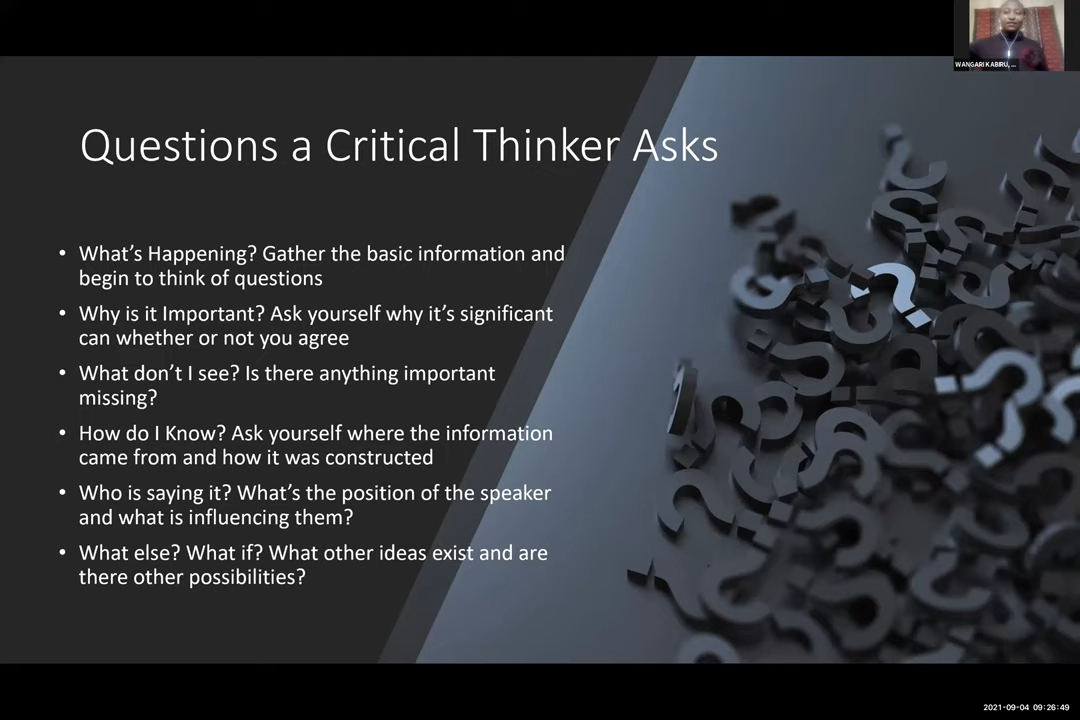 WANGARI KABIRU, ...
Questions a Critical Thinker Asks
• What's Happening? Gather the basic information and
begin to think of questions
• Why is it Important? Ask yourself why it's significant
can whether or not you agree
• What don't I see? Is there anything important
missing?
• How do I Know? Ask yourself where the information
came from and how it was constructed
• Who is saying it? What's the position of the speaker
and what is influencing them?
• What else? What if? What other ideas exist and are
there other possibilities?
2021-09-04 09:26:49